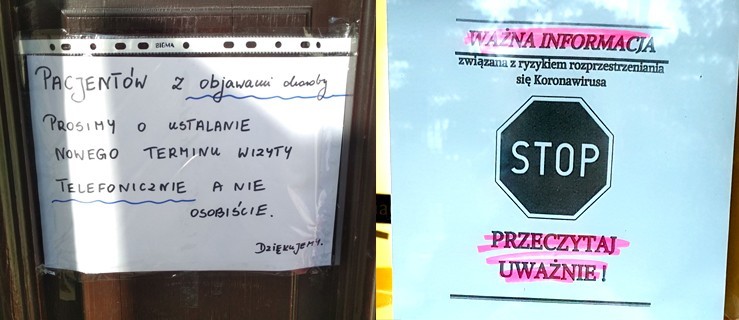 BIGMA
PACJENTÓW Z objawami choroby
PROSIMY O USTALANIE
NOWEGO TERMINU WIZYTY
TELEFONICZNIE A NIE
OSOBIŚCIE.
DZIĘKUJEMY.
WAŻNA INFORMACJA
związana z ryzykiem rozprzestrzeniania
się Koronawirusa
STOP
PRZECZYTAJ
UWAŻNIE !